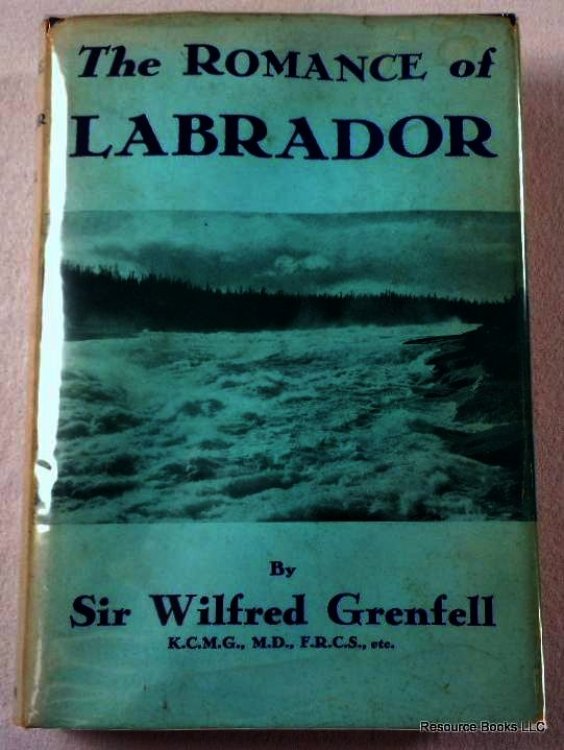 The ROMANCE of
LABRADOR
By
Sir Wilfred Grenfell
K.C.M.G., M.D., F.R.C.S., etc.
Resource Books LLC